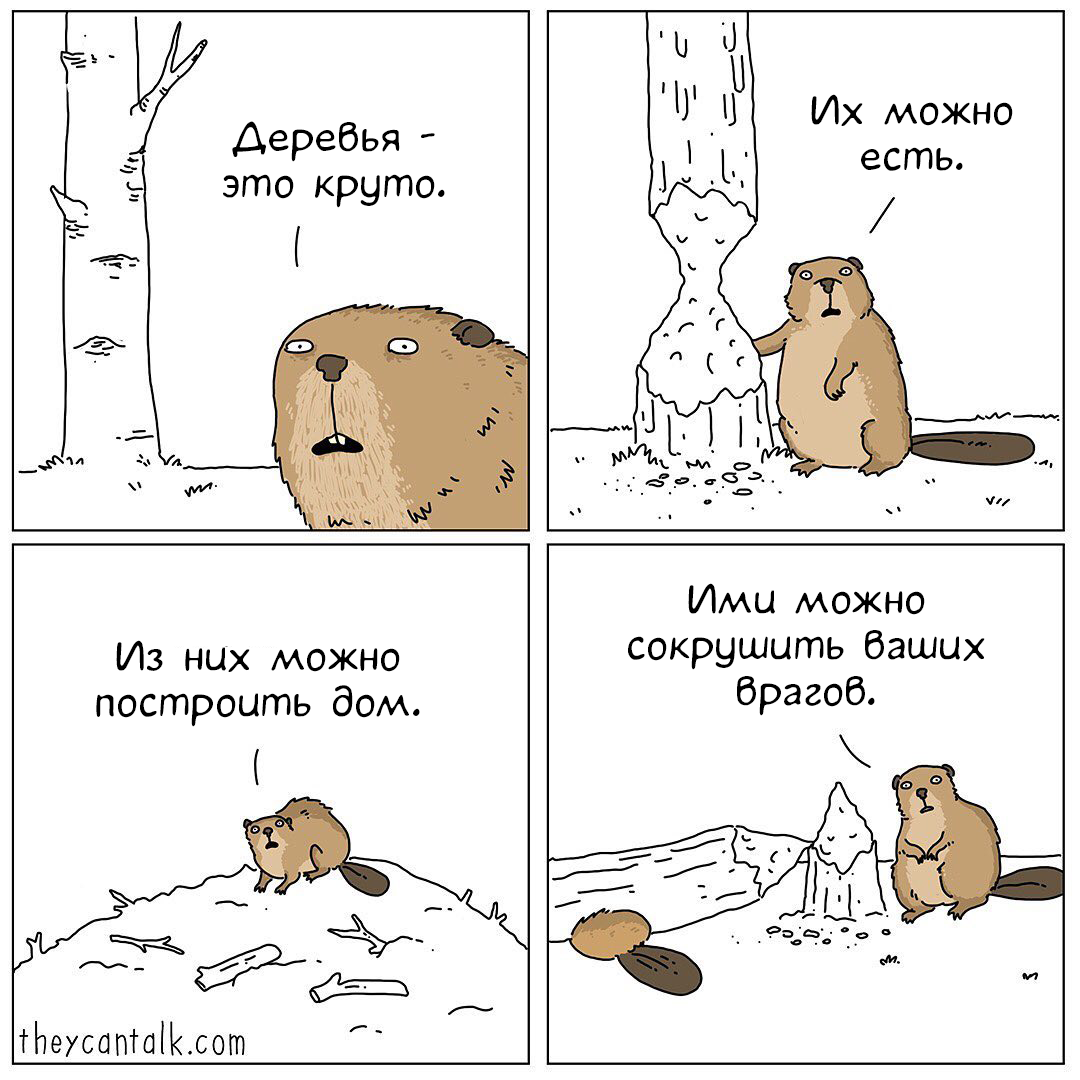 Деревья -
это круто.
Их можно
есть.
Из них можно
построить дом.
theycantalk.com
Ими можно
сокрушить ваших
врагов.